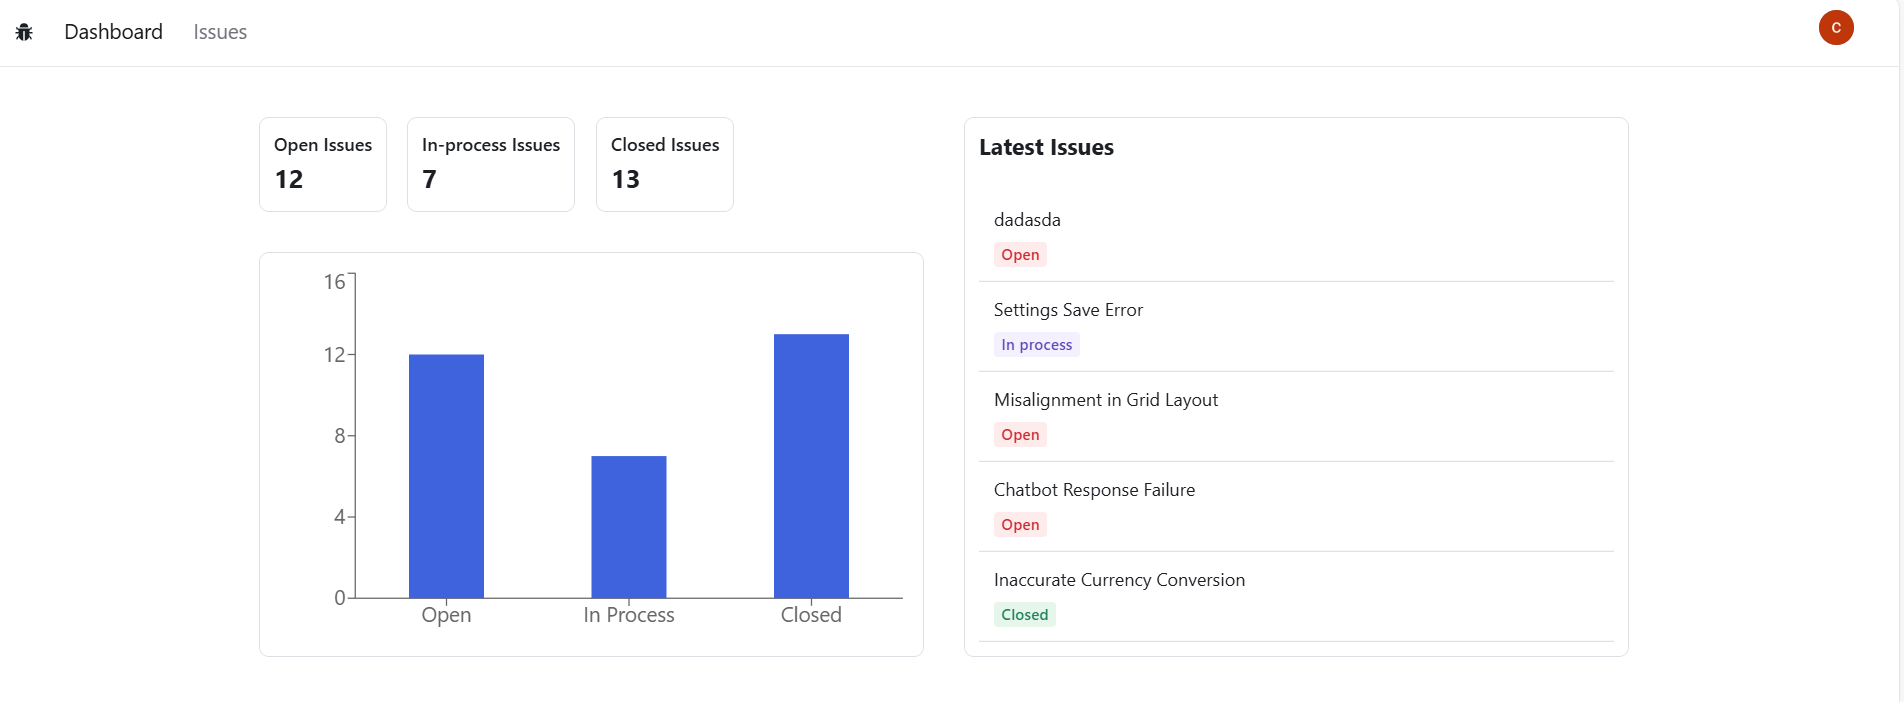 Dashboard Issues
C
Open Issues
12
In-process Issues
7
Closed Issues
13
16
12
8
4
0
Open
In Process
Closed
Latest Issues
dadasda
Open
Settings Save Error
In process
Misalignment in Grid Layout
Open
Chatbot Response Failure
Open
Inaccurate Currency Conversion
Closed